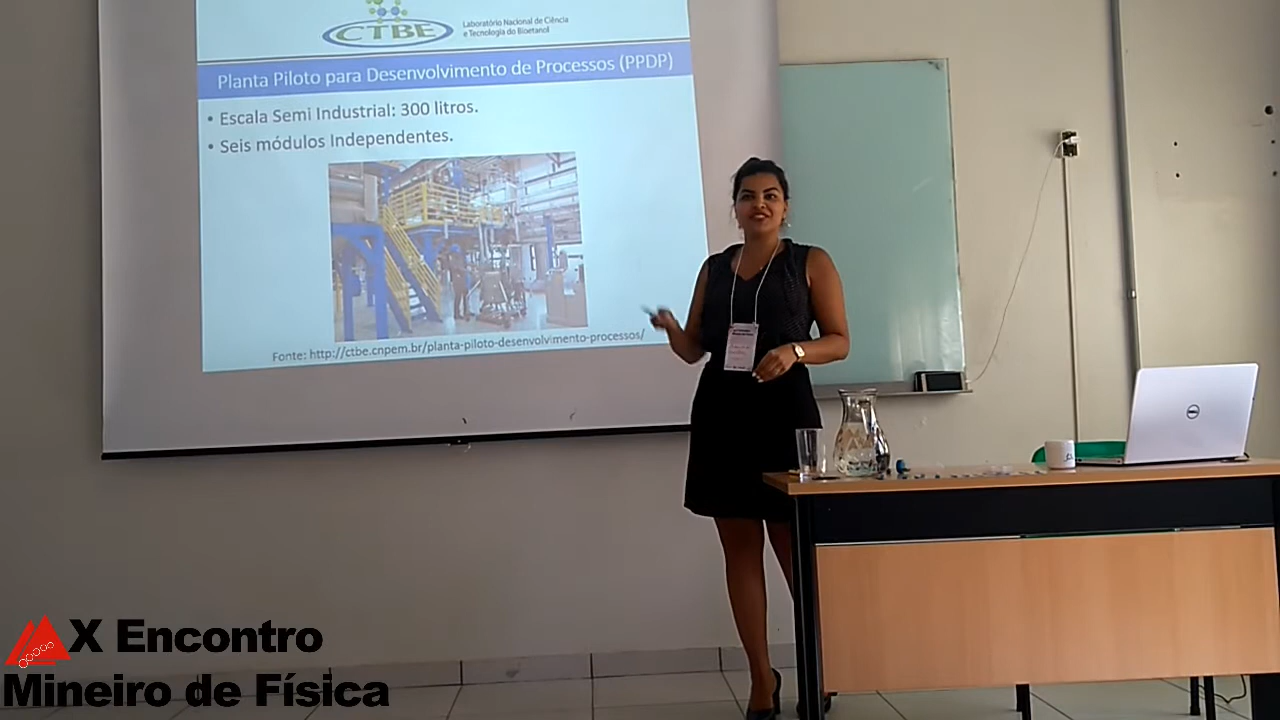 CTBE
Laboratório Nacional de Ciência
e Tecnologia do Bioetanol
Planta Piloto para Desenvolvimento de Processos (PPDP)
• Escala Semi Industrial: 300 litros.
• Seis módulos Independentes.
Fonte: http://ctbe.cnpem.br/planta-piloto-desenvolvimento-processos/
DELL
X Encontro
Mineiro de Física